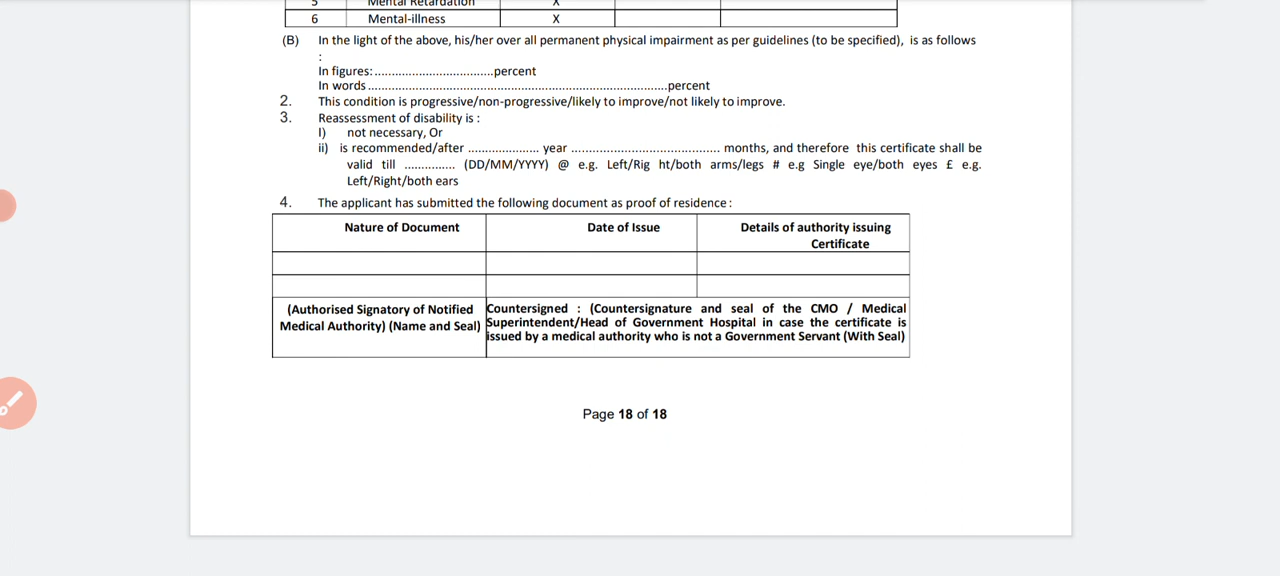 5 Mental Retardation X
6 Mental-illness X
(B) In the light of the above, his/her over all permanent physical impairment as per guidelines (to be specified), is as follows
:
In figures:..................................percent
In words.......................................................................................percent
2. This condition is progressive/non-progressive/likely to improve/not likely to improve.
3. Reassessment of disability is :
I) not necessary, Or
ii) is recommended/after ..................... year ........................................... months, and therefore this certificate shall be
valid till ............... (DD/MM/YYYY) @ e.g. Left/Rig ht/both arms/legs # e.g Single eye/both eyes £ e.g.
Left/Right/both ears
4. The applicant has submitted the following document as proof of residence :
Nature of Document Date of Issue Details of authority issuing
Certificate
(Authorised Signatory of Notified
Medical Authority) (Name and Seal)
Countersigned : (Countersignature and seal of the CMO / Medical
Superintendent/Head of Government Hospital in case the certificate is
issued by a medical authority who is not a Government Servant (With Seal)
Page 18 of 18